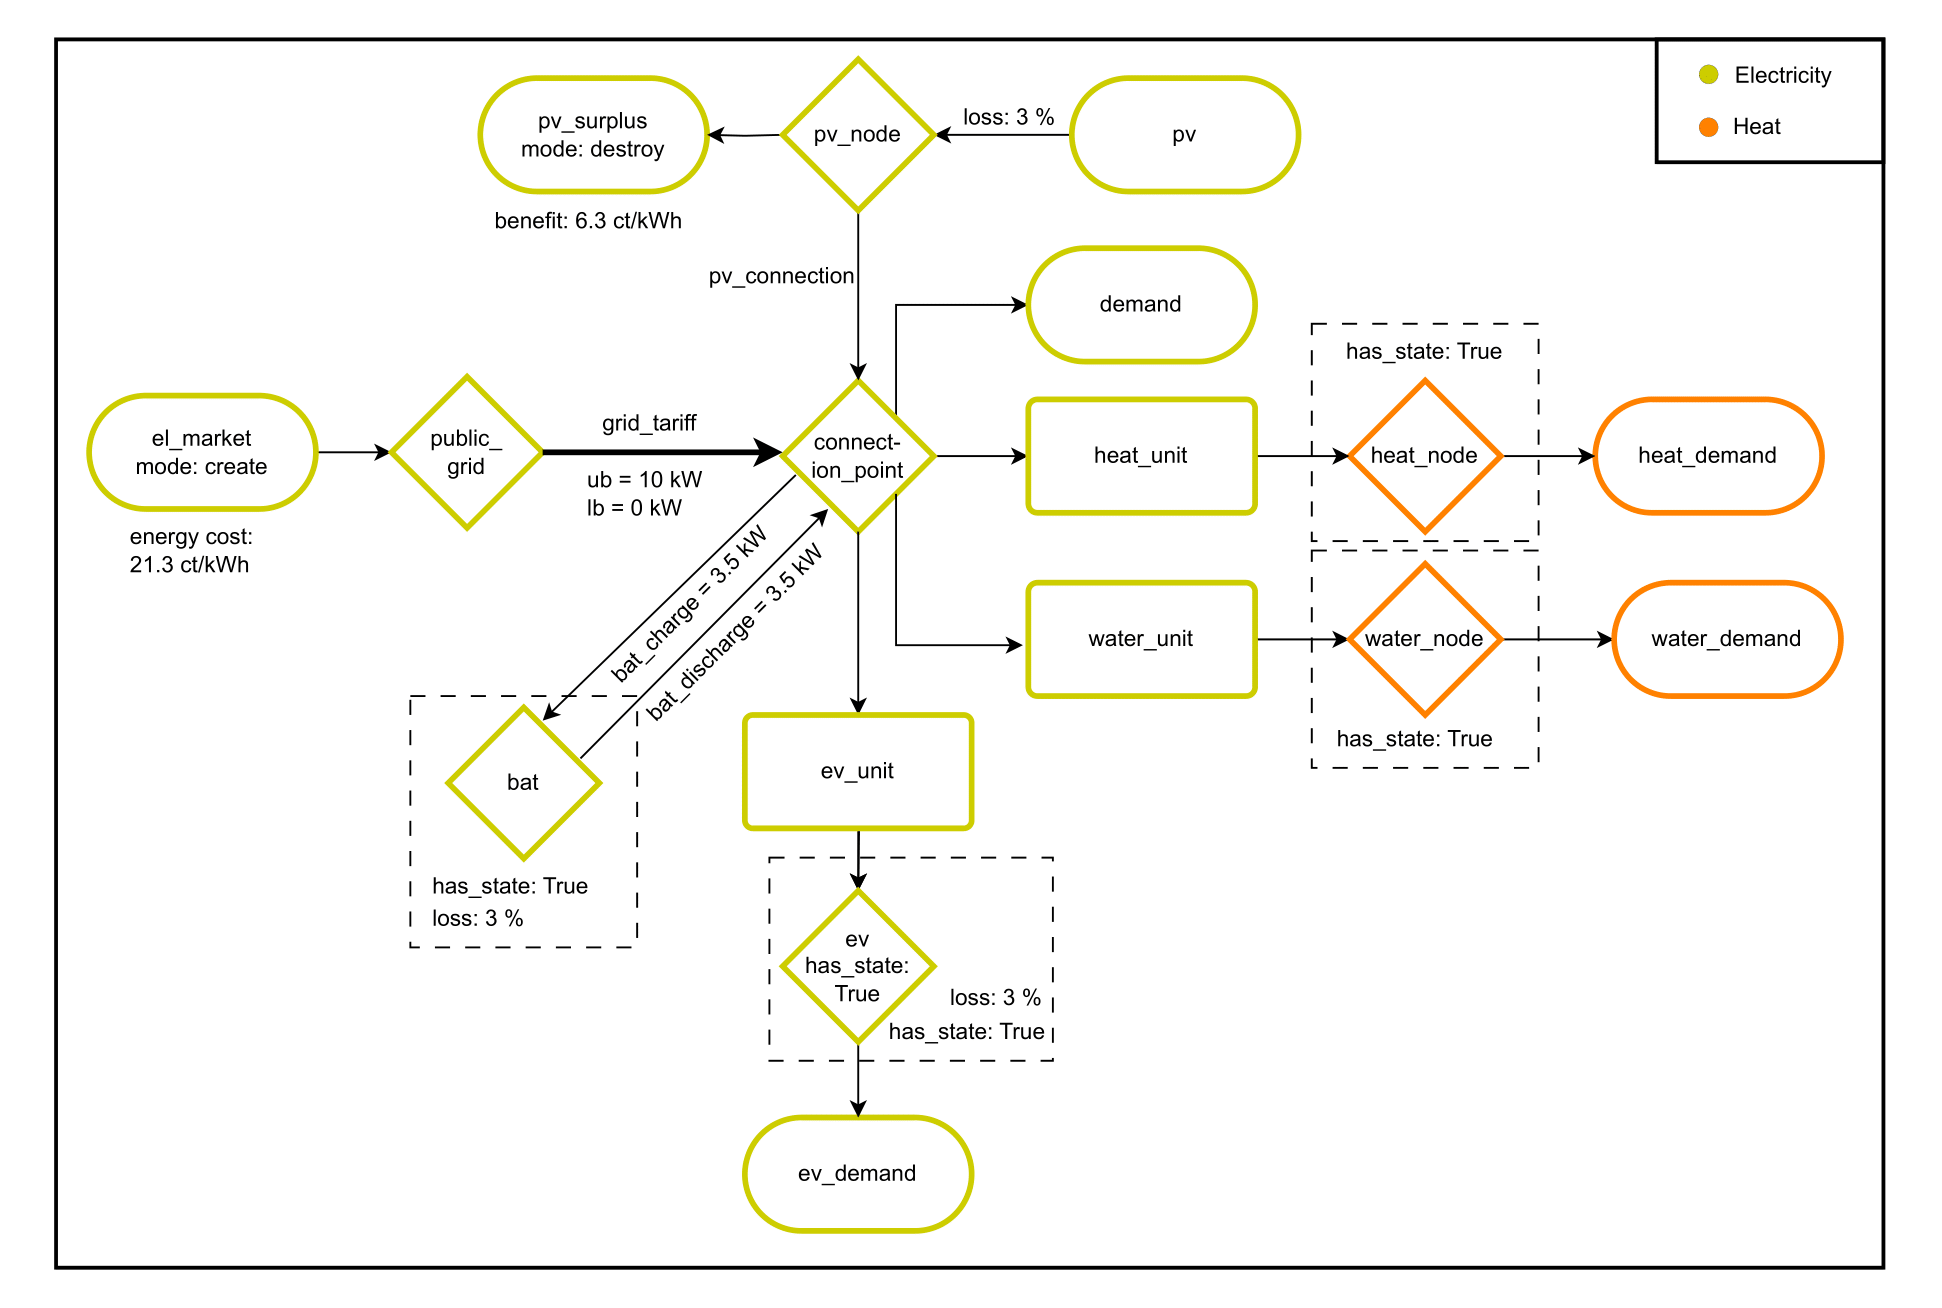 Electricity
Heat
pv_surplus
mode: destroy
pv_node
loss: 3 %
pv
benefit: 6.3 ct/kWh
pv_connection
demand
has_state: True
el_market
mode: create
public_
grid
grid_tariff
ub = 10 kW
lb = 0 kW
connect-
ion_point
heat_unit
heat_node
heat_demand
energy cost:
21.3 ct/kWh
bat_charge = 3.5 kW
bat_discharge = 3.5 kW
water_unit
water_node
water_demand
has_state: True
bat
has_state: True
loss: 3 %
ev_unit
ev
has_state:
True
loss: 3 %
has_state: True
ev_demand